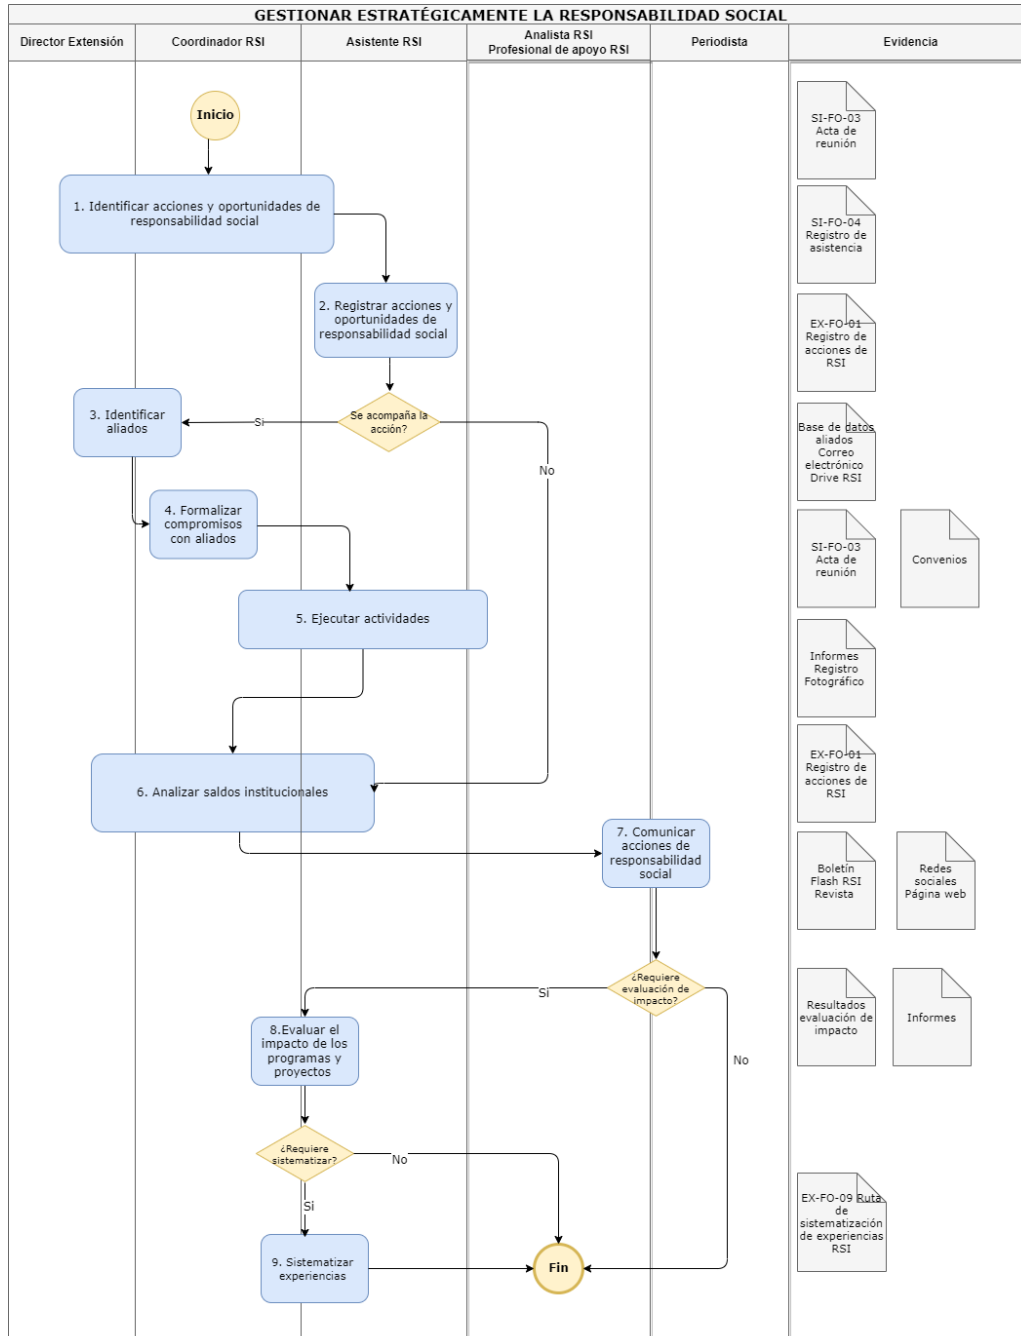 GESTIONAR ESTRATÉGICAMENTE LA RESPONSABILIDAD SOCIAL
Director Extensión
Coordinador RSI
Asistente RSI
Analista RSI
Profesional de apoyo RSI
Periodista
Evidencia
Inicio
SI-FO-03
Acta de
reunión
1. Identificar acciones y oportunidades de
responsabilidad social
SI-FO-04
Registro de
asistencia
2. Registrar acciones y
oportunidades de
responsabilidad social
EX-FO-01
Registro de
acciones de
RSI
3. Identificar
aliados
Si
Se acompaña la
acción?
No
Base de datos
aliados
Correo
electrónico
Drive RSI
4. Formalizar
compromisos
con aliados
SI-FO-03
Acta de
reunión
Convenios
5. Ejecutar actividades
Informes
Registro
Fotográfico
6. Analizar saldos institucionales
EX-FO-01
Registro de
acciones de
RSI
7. Comunicar
acciones de
responsabilidad
social
Boletín
Flash RSI
Revista
Redes
sociales
Página web
¿Requiere
evaluación de
impacto?
Si
No
Resultados
evaluación de
impacto
Informes
8.Evaluar el
impacto de los
programas y
proyectos
¿Requiere
sistematizar?
No
Si
EX-FO-09 Ruta
de
sistematización
de experiencias
RSI
9. Sistematizar
experiencias
Fin